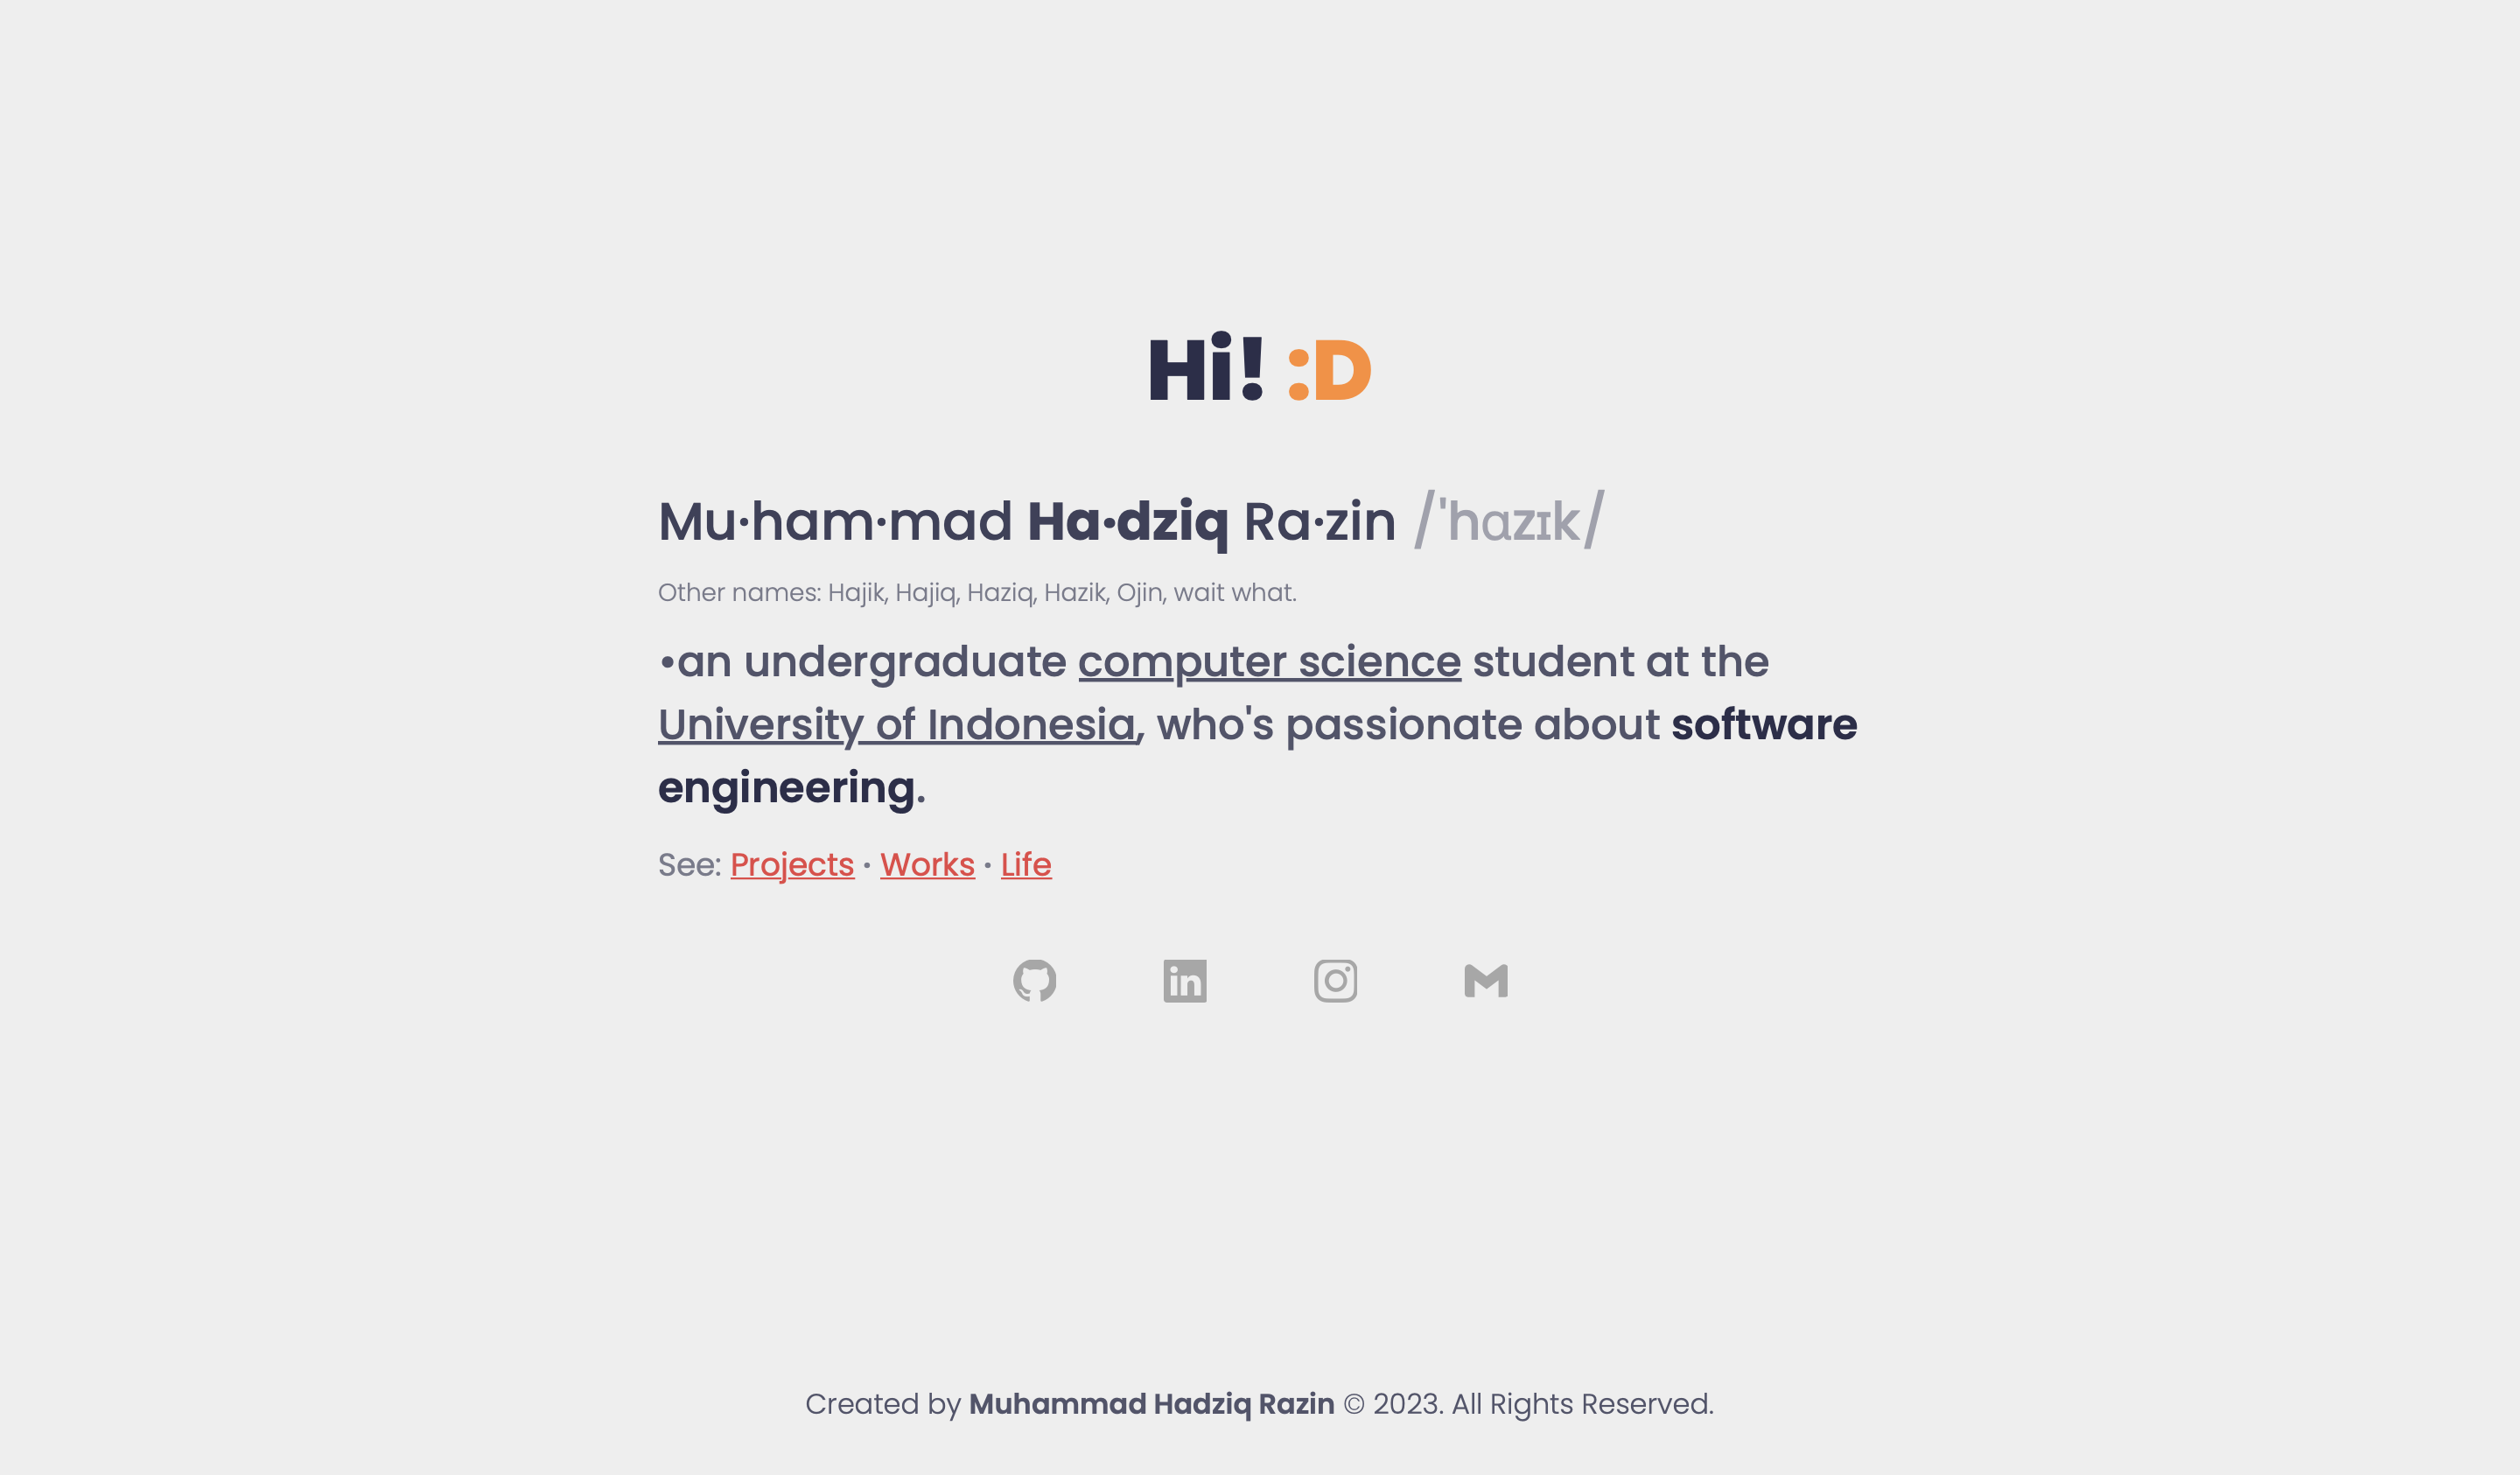 Hi! :D
Mu·ham·mad Ha·dziq Ra·zin /'hɑzɪk/
Other names: Hajik, Hajiq, Haziq, Hazik, Ojin, wait what.
•an undergraduate computer science student at the
University of Indonesia, who's passionate about software
engineering.
See: Projects · Works · Life
in
Created by Muhammad Hadziq Razin © 2023. All Rights Reserved.